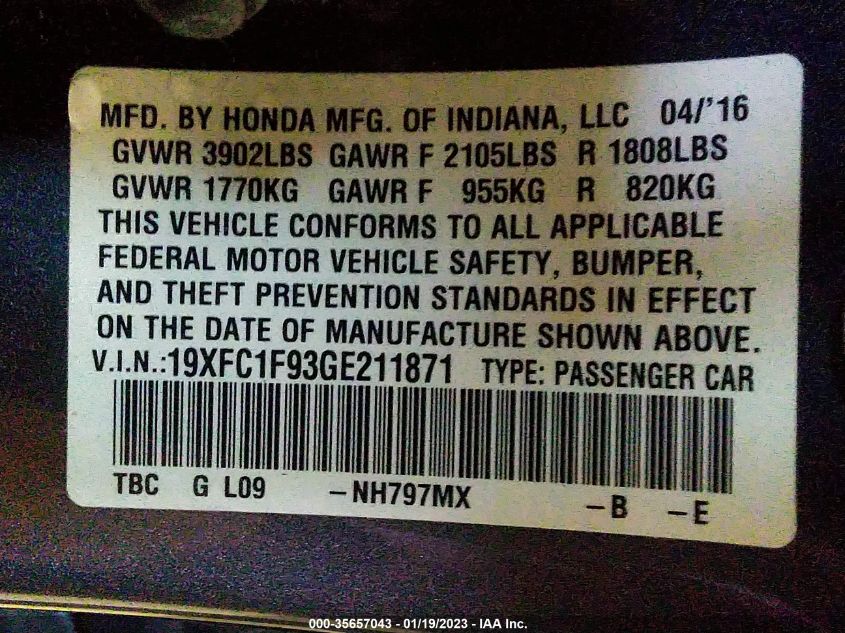 MFD. BY HONDA MFG. OF INDIANA, LLC 04/'16
GVWR 3902LBS GAWR F 2105LBS R 1808LBS
GVWR 1770KG GAWR F 955KG R 820KG
THIS VEHICLE CONFORMS TO ALL APPLICABLE
FEDERAL MOTOR VEHICLE SAFETY, BUMPER,
AND THEFT PREVENTION STANDARDS IN EFFECT
ON THE DATE OF MANUFACTURE SHOWN ABOVE.
V.I.N.:19XFC1F93GE211871 TYPE: PASSENGER CAR
TBC G L09 –NH797MX –B –E
000-35657043 - 01/19/2023 - IAA Inc.